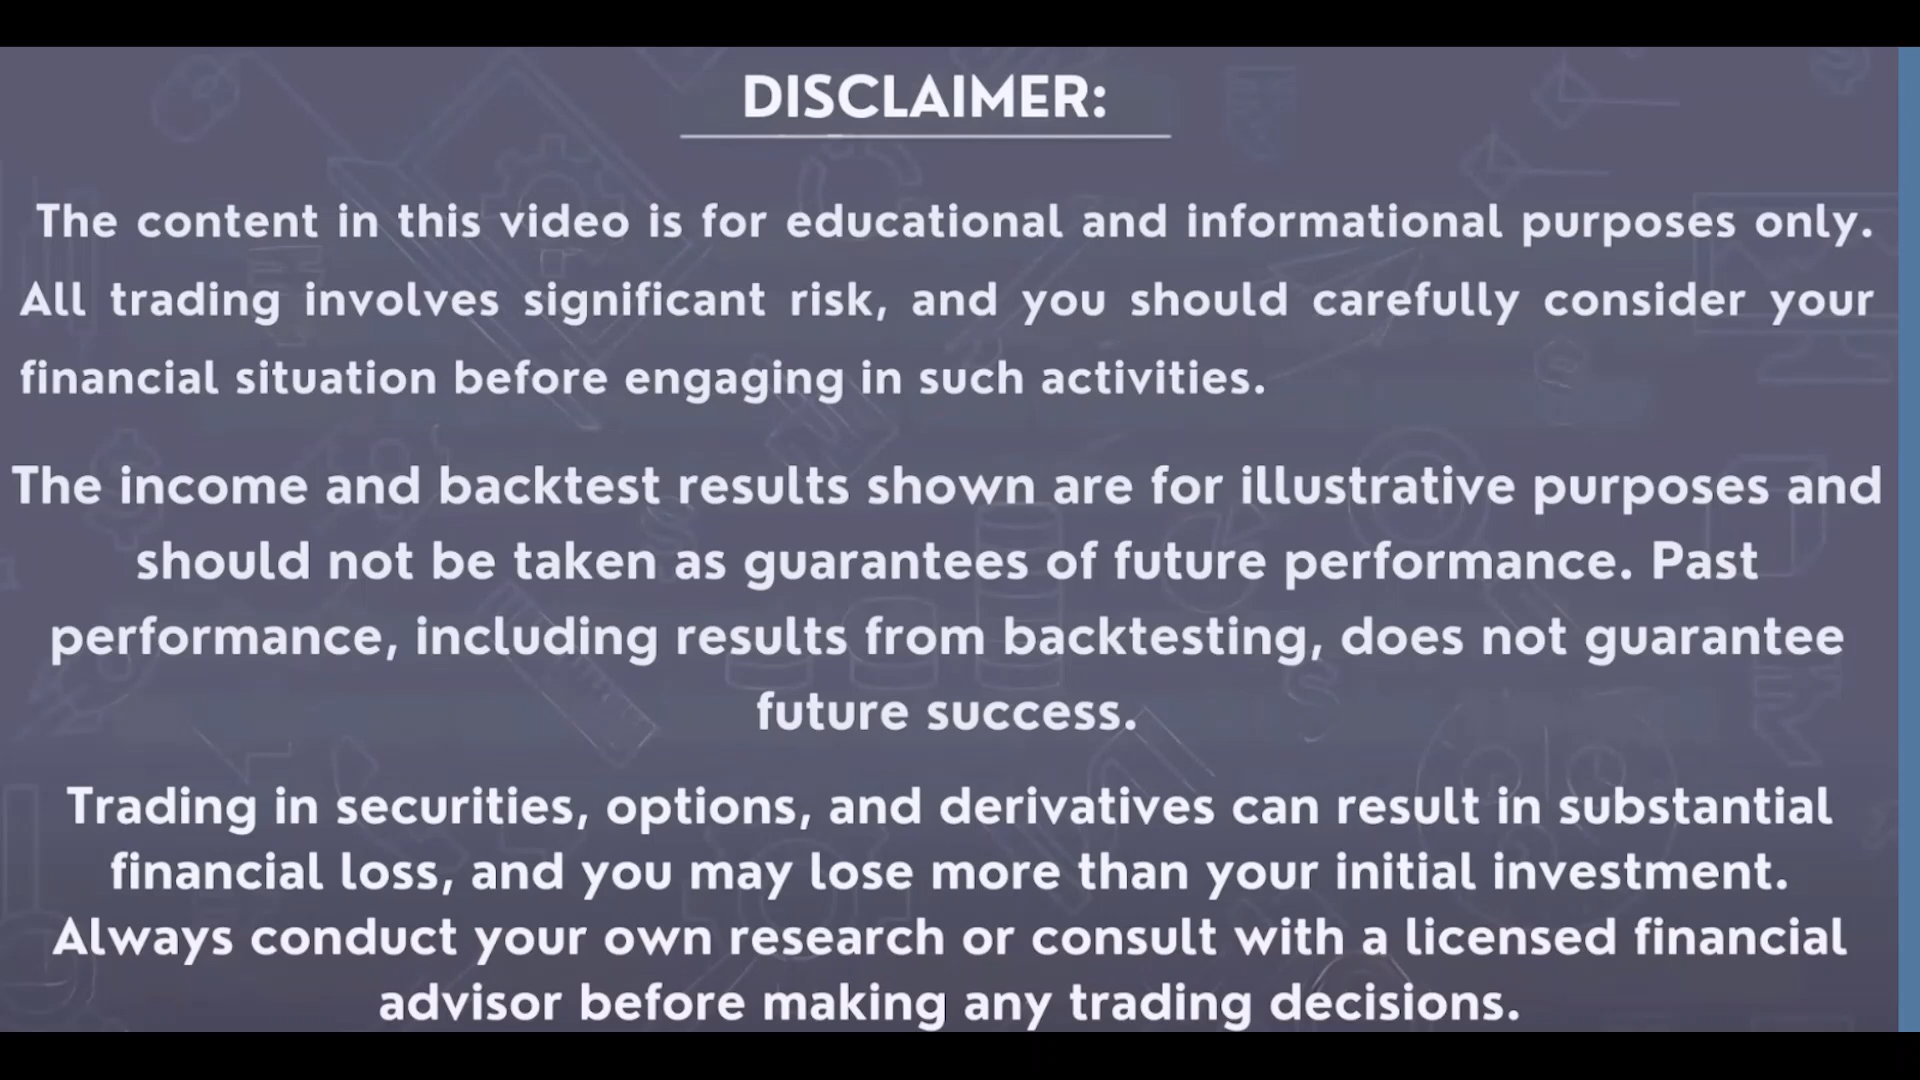 DISCLAIMER:
The content in this video is for educational and informational purposes only.
All trading involves significant risk, and you should carefully consider your
financial situation before engaging in such activities.
The income and backtest results shown are for illustrative purposes and
should not be taken as guarantees of future performance. Past
performance, including results from backtesting, does not guarantee
future success.
Trading in securities, options, and derivatives can result in substantial
financial loss, and you may lose more than your initial investment.
Always conduct your own research or consult with a licensed financial
advisor before making any trading decisions.